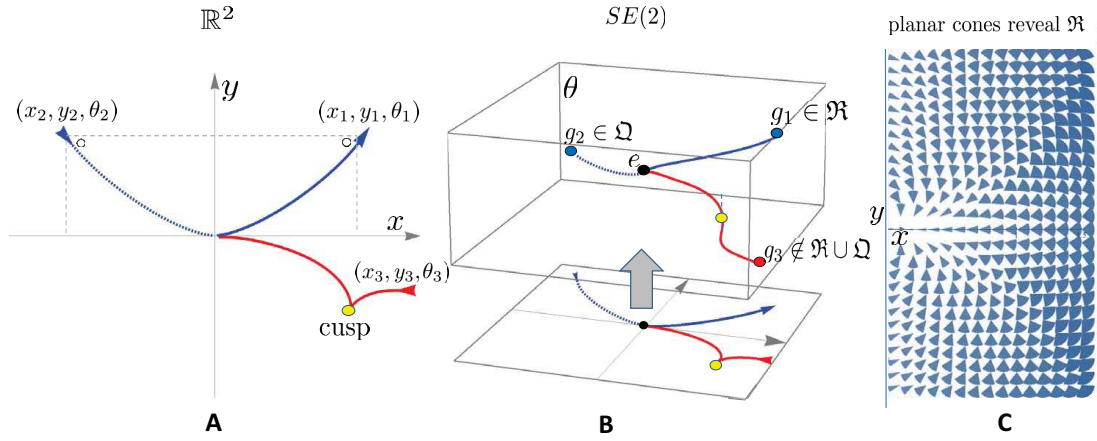 ℝ²
y
(x₂, y₂, θ₂)
(x₁, y₁, θ₁)
x
(x₃, y₃, θ₃)
cusp
A
SE(2)
θ
g₁ ∈ ℜ
g₂ ∈ 𝔔
e
g₃ ∉ ℜ ∪ 𝔔
B
planar cones reveal ℜ
y
x
C